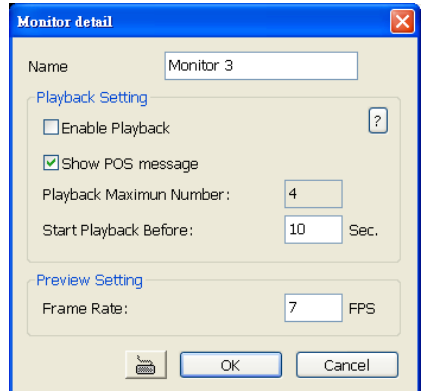 Monitor detail
Name Monitor 3
Playback Setting
Enable Playback ?
Show POS message
Playback Maximun Number: 4
Start Playback Before: 10 Sec.
Preview Setting
Frame Rate: 7 FPS
OK Cancel